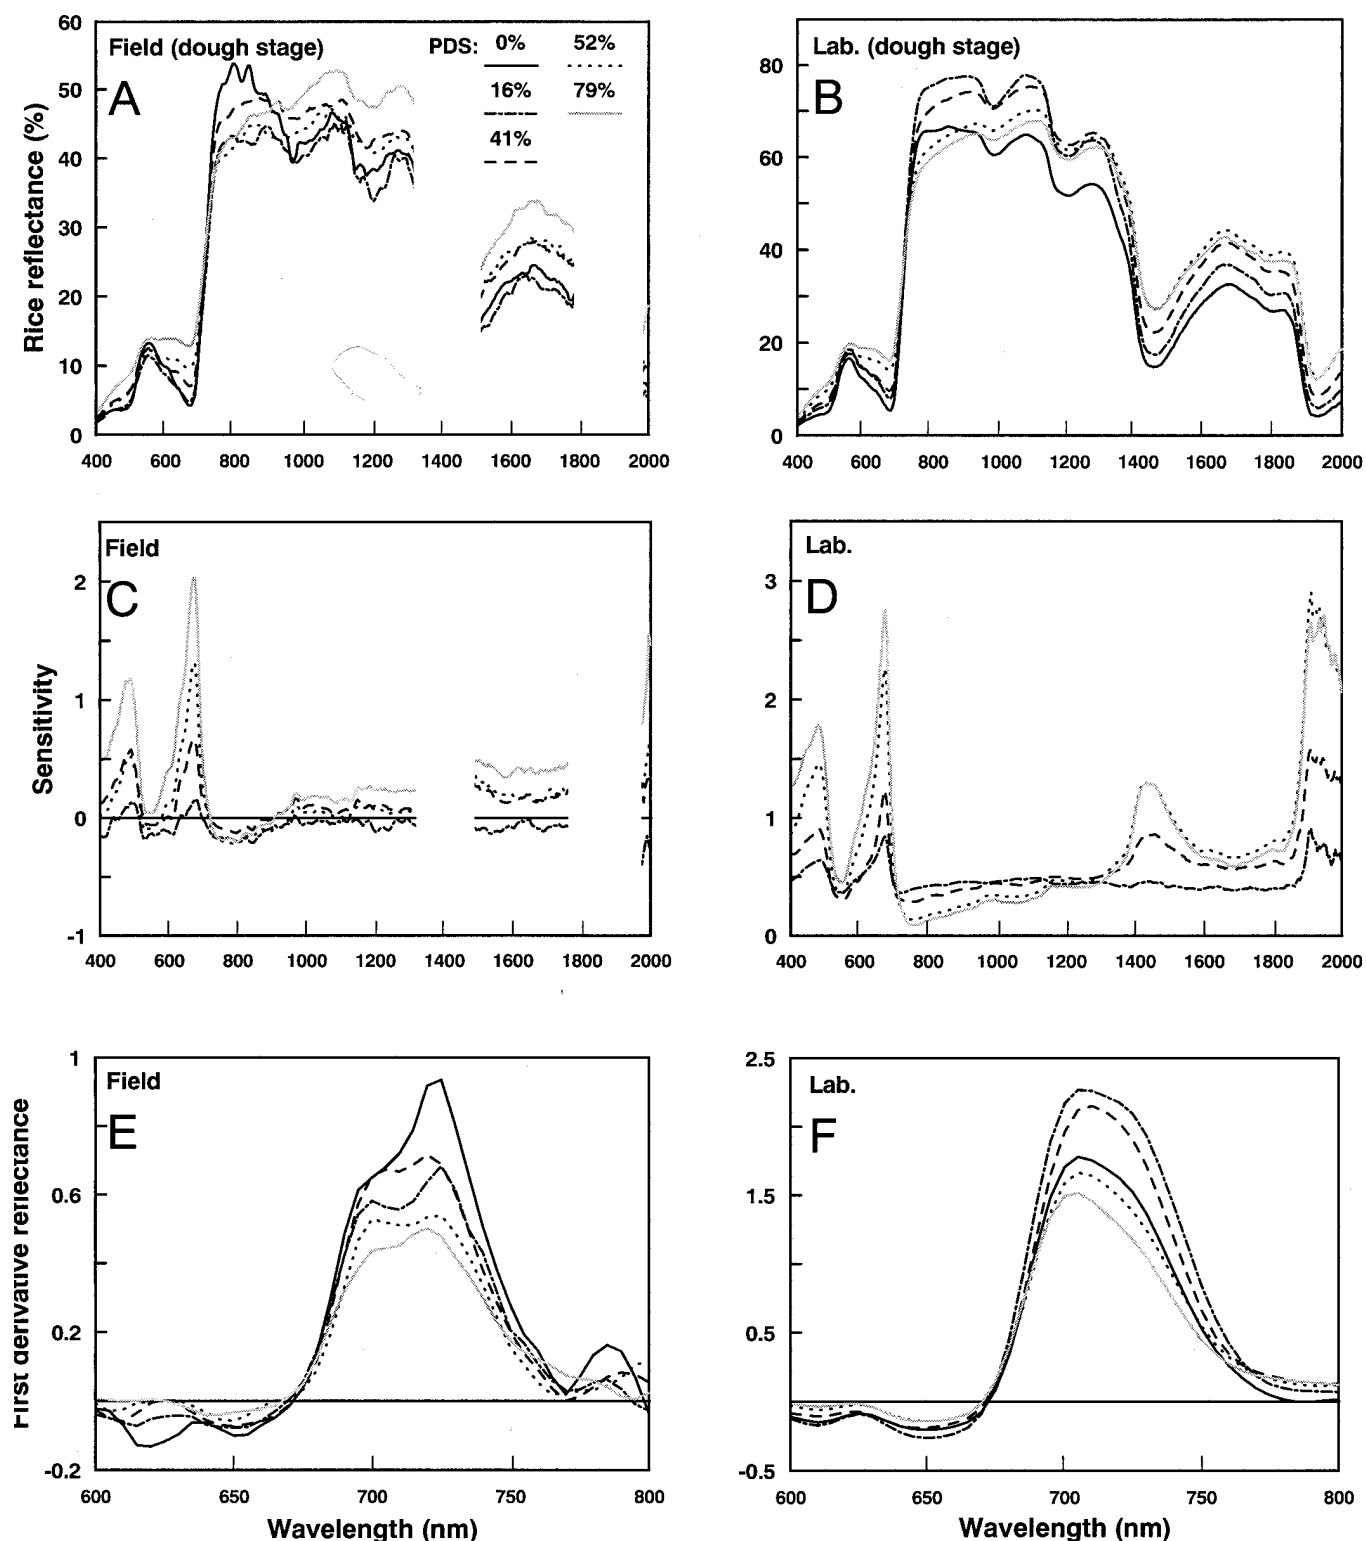 Field (dough stage)
PDS: 0% 52%
16% 79%
41%
A
Rice reflectance (%)
60
50
40
30
20
10
0
400 600 800 1000 1200 1400 1600 1800 2000
Lab. (dough stage)
B
80
60
40
20
0
400 600 800 1000 1200 1400 1600 1800 2000
Field
C
Sensitivity
2
1
0
-1
400 600 800 1000 1200 1400 1600 1800 2000
Lab.
D
3
2
1
0
400 600 800 1000 1200 1400 1600 1800 2000
Field
E
First derivative reflectance
1
0.6
0.2
-0.2
600 650 700 750 800
Wavelength (nm)
Lab.
F
2.5
1.5
0.5
-0.5
600 650 700 750 800
Wavelength (nm)